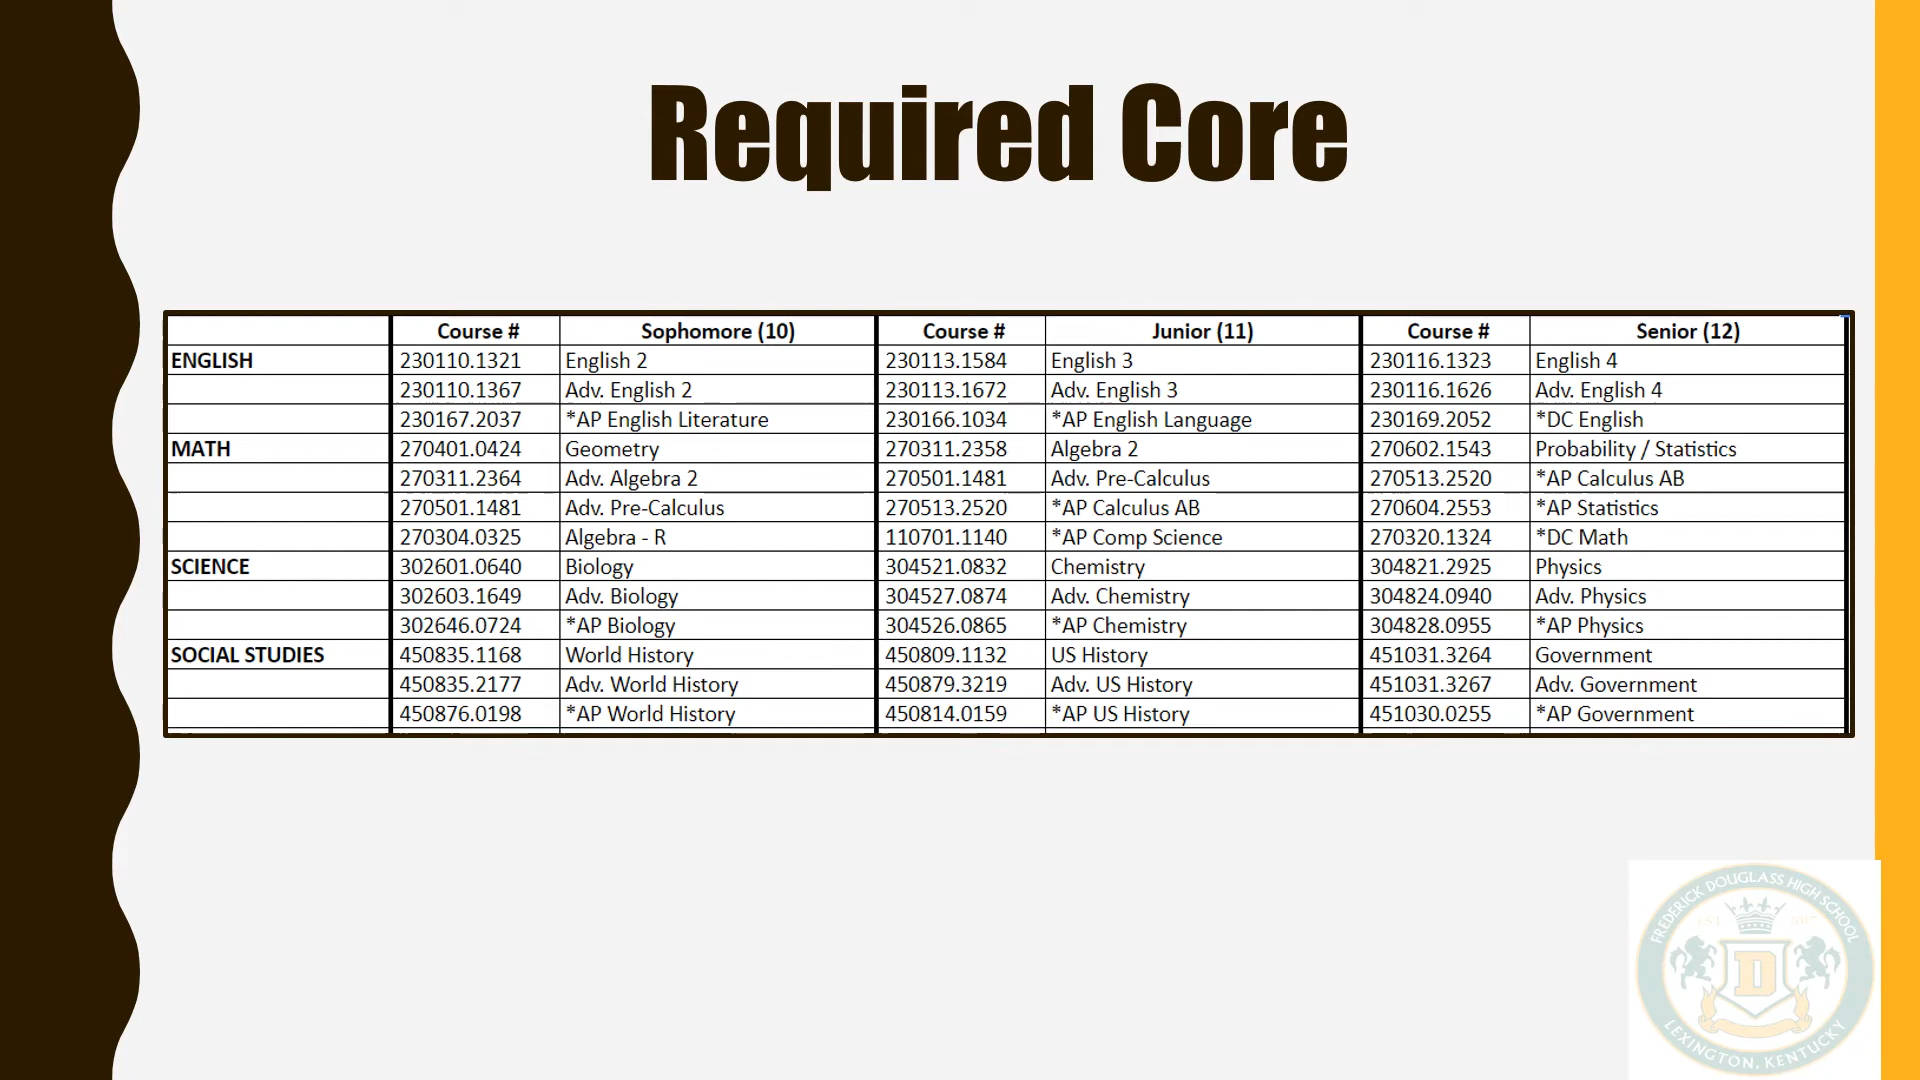 Required Core
Course # Sophomore (10) Course # Junior (11) Course # Senior (12)
ENGLISH 230110.1321 English 2 230113.1584 English 3 230116.1323 English 4
230110.1367 Adv. English 2 230113.1672 Adv. English 3 230116.1626 Adv. English 4
230167.2037 *AP English Literature 230166.1034 *AP English Language 230169.2052 *DC English
MATH 270401.0424 Geometry 270311.2358 Algebra 2 270602.1543 Probability / Statistics
270311.2364 Adv. Algebra 2 270501.1481 Adv. Pre-Calculus 270513.2520 *AP Calculus AB
270501.1481 Adv. Pre-Calculus 270513.2520 *AP Calculus AB 270604.2553 *AP Statistics
270304.0325 Algebra - R 110701.1140 *AP Comp Science 270320.1324 *DC Math
SCIENCE 302601.0640 Biology 304521.0832 Chemistry 304821.2925 Physics
302603.1649 Adv. Biology 304527.0874 Adv. Chemistry 304824.0940 Adv. Physics
302646.0724 *AP Biology 304526.0865 *AP Chemistry 304828.0955 *AP Physics
SOCIAL STUDIES 450835.1168 World History 450809.1132 US History 451031.3264 Government
450835.2177 Adv. World History 450879.3219 Adv. US History 451031.3267 Adv. Government
450876.0198 *AP World History 450814.0159 *AP US History 451030.0255 *AP Government
FREDERICK DOUGLASS HIGH SCHOOL
EST. 2017
D
LEXINGTON, KENTUCKY